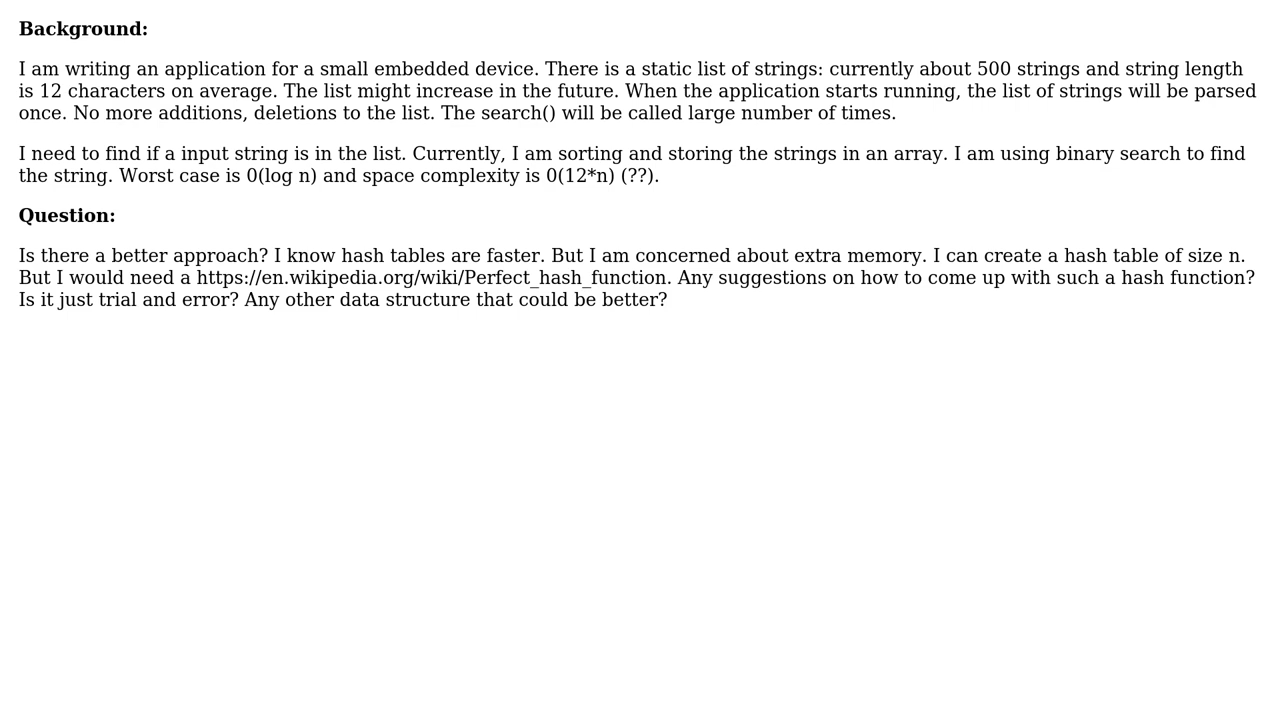 Background:
I am writing an application for a small embedded device. There is a static list of strings: currently about 500 strings and string length
is 12 characters on average. The list might increase in the future. When the application starts running, the list of strings will be parsed
once. No more additions, deletions to the list. The search() will be called large number of times.
I need to find if a input string is in the list. Currently, I am sorting and storing the strings in an array. I am using binary search to find
the string. Worst case is 0(log n) and space complexity is 0(12*n) (??).
Question:
Is there a better approach? I know hash tables are faster. But I am concerned about extra memory. I can create a hash table of size n.
But I would need a https://en.wikipedia.org/wiki/Perfect_hash_function. Any suggestions on how to come up with such a hash function?
Is it just trial and error? Any other data structure that could be better?